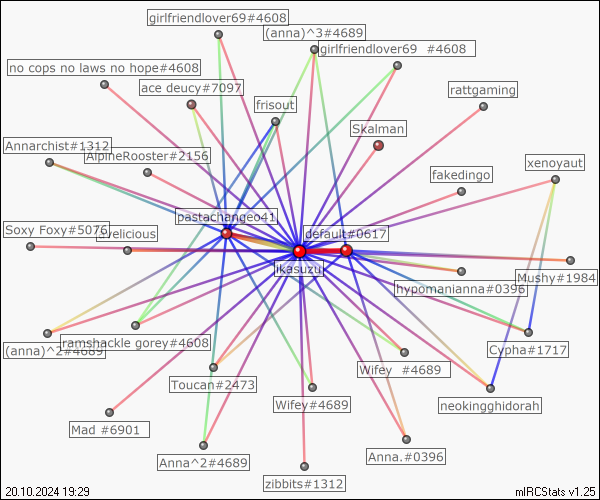 girlfriendlover69#4608
(anna)^3#4689
girlfriendlover69 #4608
no cops no laws no hope#4608
ace deucy#7097
rattgaming
frisout
Skalman
Annarchist#1312
AlpineRooster#2156
xenoyaut
fakedingo
pastachangeo41
default#0617
Soxy Foxy#5076
ikasuzu
Mushy#1984
hypomanianna#0396
(anna)^2#4689
ramshackle gorey#4608
Cypha#1717
Toucan#2473
Wifey #4689
Wifey#4689
neokingghidorah
Mad #6901
Anna^2#4689
Anna.#0396
zibbits#1312
20.10.2024 19:29
mIRCStats v1.25